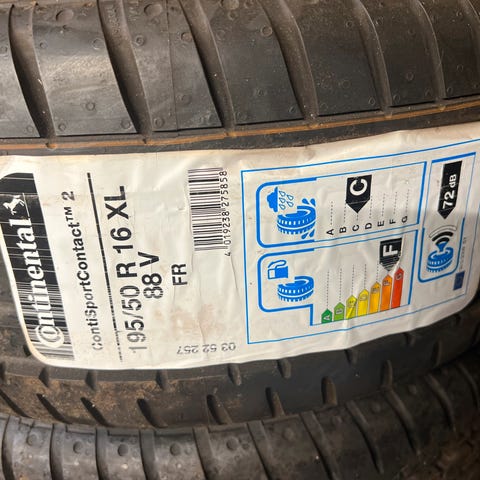 Continental
ContiSportContact™ 2
195/50 R 16 XL
88 V
FR
4 019238 275858
03 52 257
C
A
B
C
D
E
F
G
F
A
B
C
D
E
F
G
72 dB